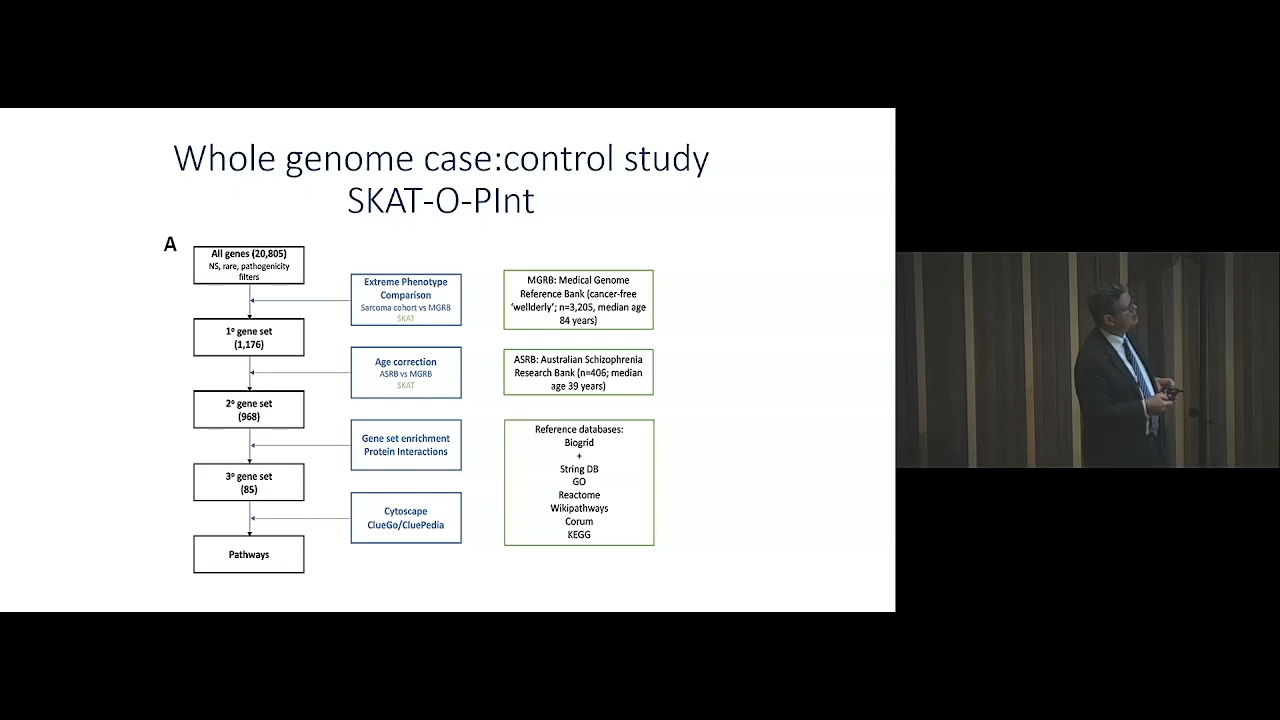 Whole genome case:control study
SKAT-O-PInt
A
All genes (20,805)
NS, rare, pathogenicity
filters
1º gene set
(1,176)
2º gene set
(968)
3º gene set
(85)
Pathways
Extreme Phenotype
Comparison
Sarcoma cohort vs MGRB
SKAT
Age correction
ASRB vs MGRB
SKAT
Gene set enrichment
Protein Interactions
Cytoscape
ClueGo/CluePedia
MGRB: Medical Genome
Reference Bank (cancer-free
‘wellderly’; n=3,205, median age
84 years)
ASRB: Australian Schizophrenia
Research Bank (n=406; median
age 39 years)
Reference databases:
Biogrid
+
String DB
GO
Reactome
Wikipathways
Corum
KEGG